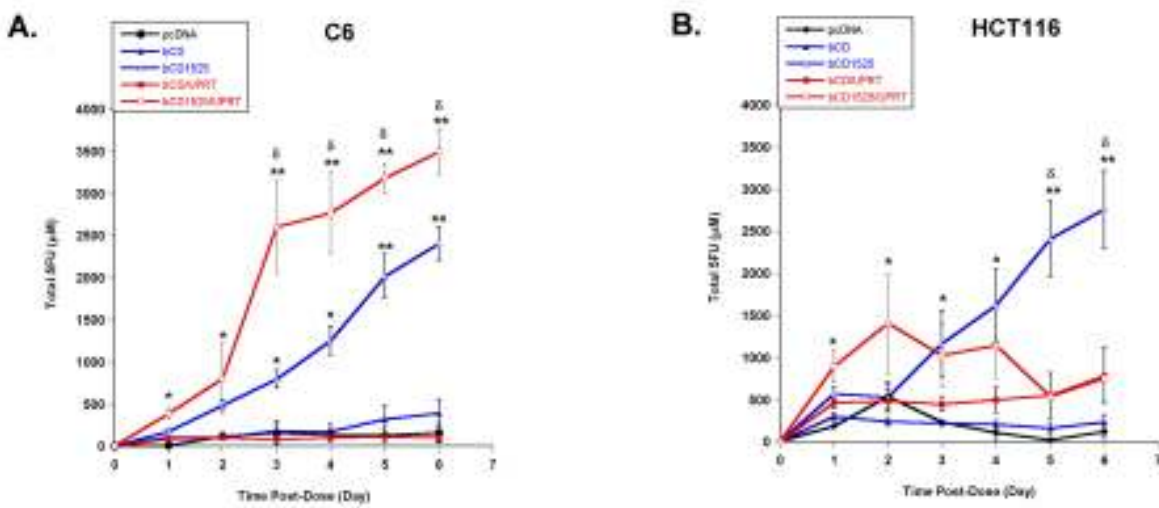 A.
C6
pcDNA
bCD
bCD1525
bCD/UPRT
bCD1525/UPRT
4000
3500
3000
2500
2000
1500
1000
500
0
Total 5FU (µM)
δ
**
δ
**
δ
**
δ
**
**
**
*
*
*
*
0 1 2 3 4 5 6 7
Time Post-Dose (Day)
B.
HCT116
pcDNA
bCD
bCD1525
bCD/UPRT
bCD1525/UPRT
4000
3500
3000
2500
2000
1500
1000
500
0
Total 5FU (µM)
δ
**
δ
**
*
*
*
*
0 1 2 3 4 5 6 7
Time Post-Dose (Day)